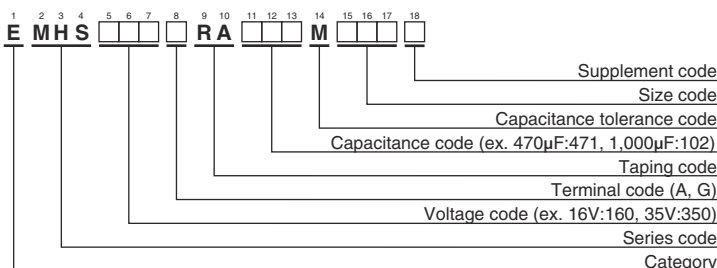 1 2 3 4 5 6 7 8 9 10 11 12 13 14 15 16 17 18
E MHS □□□ □ RA □□□ M □□□ □
Supplement code
Size code
Capacitance tolerance code
Capacitance code (ex. 470µF:471, 1,000µF:102)
Taping code
Terminal code (A, G)
Voltage code (ex. 16V:160, 35V:350)
Series code
Category